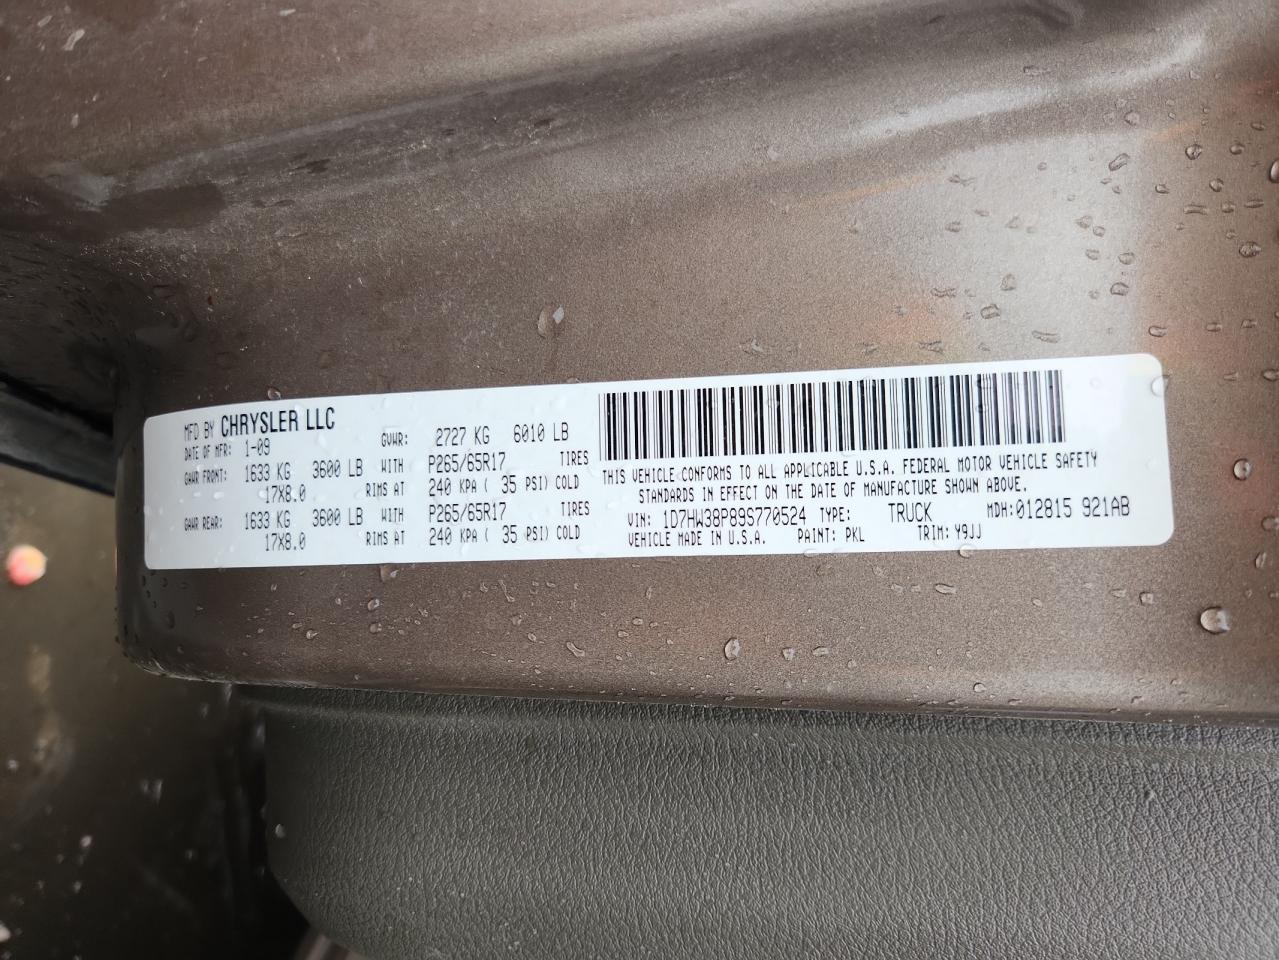 MFD BY CHRYSLER LLC
DATE OF MFR: 1-09 GVWR: 2727 KG 6010 LB
GAWR FRONT: 1633 KG 3600 LB WITH P265/65R17 TIRES
17X8.0 RIMS AT 240 KPA ( 35 PSI) COLD
GAWR REAR: 1633 KG 3600 LB WITH P265/65R17 TIRES
17X8.0 RIMS AT 240 KPA ( 35 PSI) COLD
THIS VEHICLE CONFORMS TO ALL APPLICABLE U.S.A. FEDERAL MOTOR VEHICLE SAFETY
STANDARDS IN EFFECT ON THE DATE OF MANUFACTURE SHOWN ABOVE.
VIN: 1D7HW38P89S770524 TYPE: TRUCK MDH:012815 921AB
VEHICLE MADE IN U.S.A. PAINT: PKL TRIM: Y9JJ